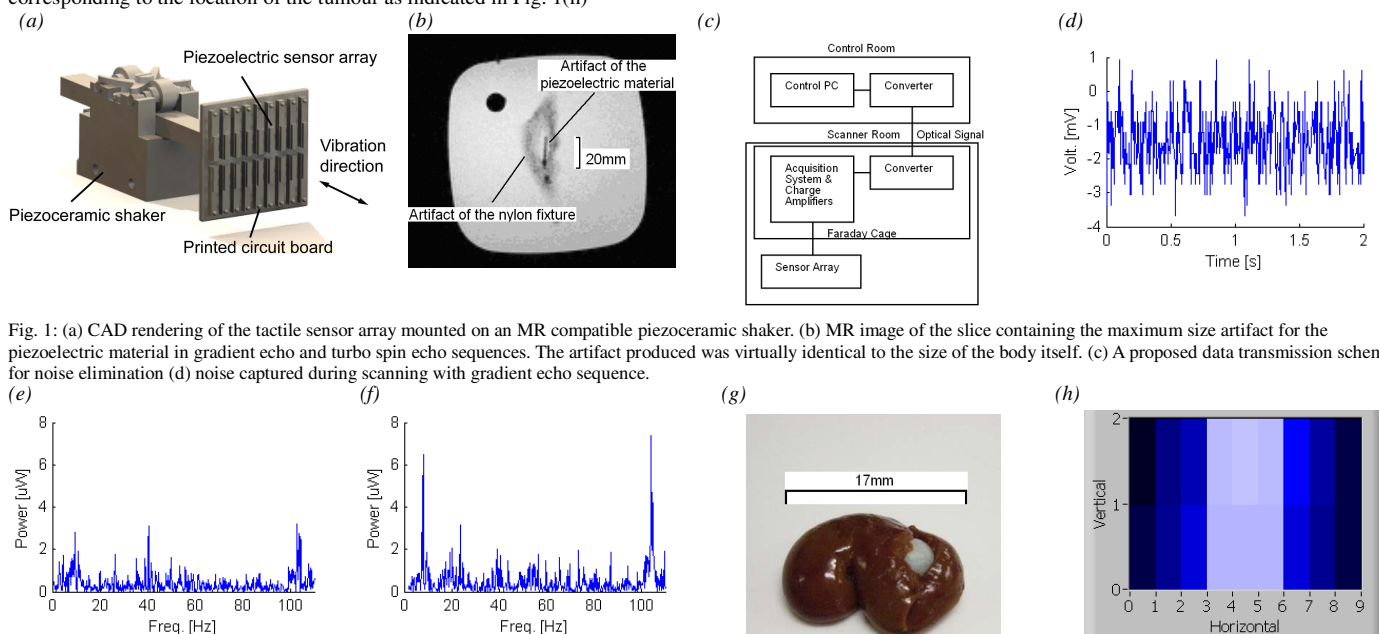 corresponding to the location of the tumour as indicated in Fig. 1(h)
(a)
(b)
(c)
(d)
Piezoelectric sensor array
Vibration
direction
Piezoceramic shaker
Printed circuit board
Artifact of the
piezoelectric material
20mm
Artifact of the nylon fixture
Control Room
Control PC
Converter
Scanner Room
Optical Signal
Acquisition
System &
Charge
Amplifiers
Converter
Faraday Cage
Sensor Array
Volt. [mV]
1
0
-1
-2
-3
-4
0 0.5 1 1.5 2
Time [s]
Fig. 1: (a) CAD rendering of the tactile sensor array mounted on an MR compatible piezoceramic shaker. (b) MR image of the slice containing the maximum size artifact for the
piezoelectric material in gradient echo and turbo spin echo sequences. The artifact produced was virtually identical to the size of the body itself. (c) A proposed data transmission schem
for noise elimination (d) noise captured during scanning with gradient echo sequence.
(e)
(f)
(g)
(h)
Power [uW]
8
6
4
2
0
0 20 40 60 80 100
Freq. [Hz]
Power [uW]
8
6
4
2
0
0 20 40 60 80 100
Freq. [Hz]
17mm
Vertical
2
1
0
0 1 2 3 4 5 6 7 8 9
Horizontal